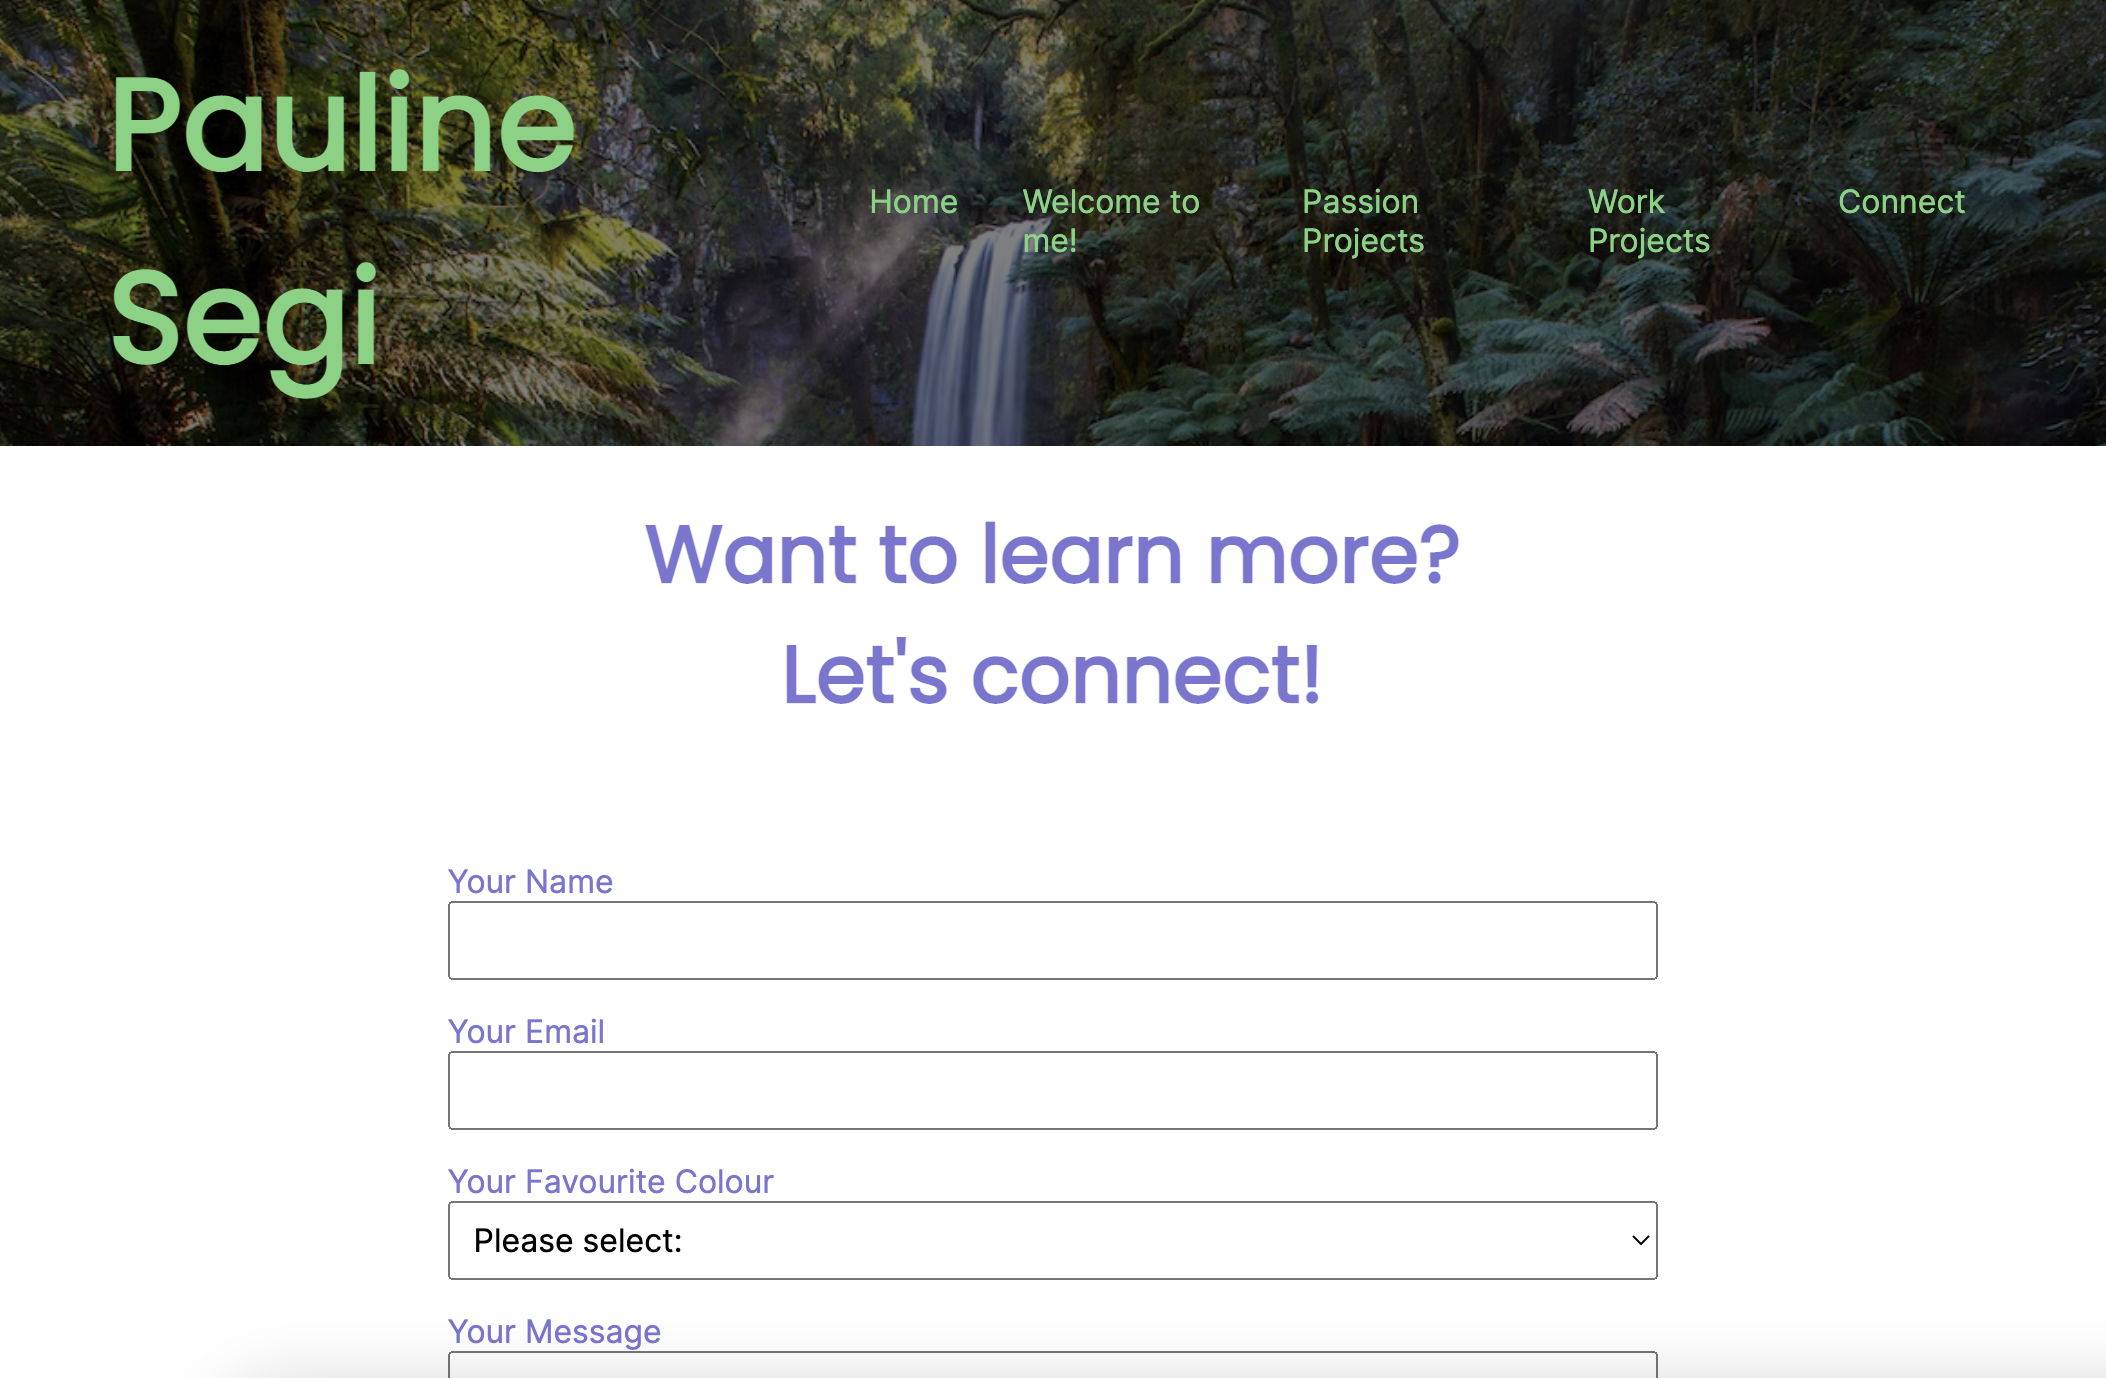 Pauline
Segi
Home
Welcome to
me!
Passion
Projects
Work
Projects
Connect
Want to learn more?
Let's connect!
Your Name
Your Email
Your Favourite Colour
Please select:
Your Message